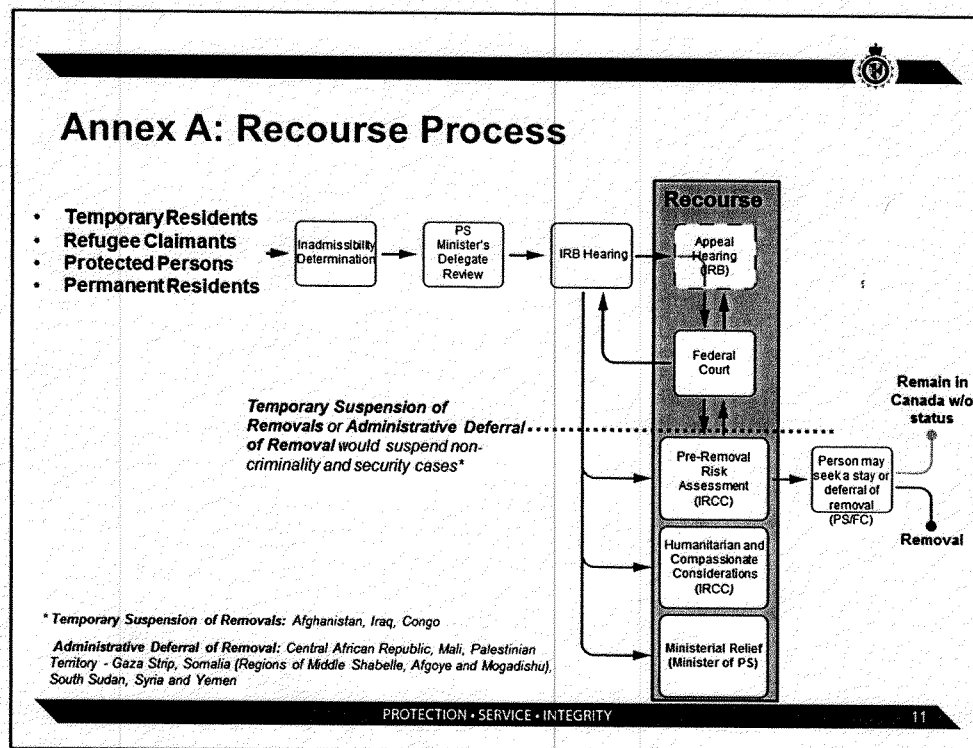 Annex A: Recourse Process
• Temporary Residents
• Refugee Claimants
• Protected Persons
• Permanent Residents
Inadmissibility
Determination
PS
Minister's
Delegate
Review
IRB Hearing
Recourse
Appeal
Hearing
(IRB)
Federal
Court
Temporary Suspension of
Removals or Administrative Deferral
of Removal would suspend non-
criminality and security cases*
Pre-Removal
Risk
Assessment
(IRCC)
Person may
seek a stay or
deferral of
removal
(PS/FC)
Remain in
Canada w/o
status
Removal
Humanitarian and
Compassionate
Considerations
(IRCC)
Ministerial Relief
(Minister of PS)
* Temporary Suspension of Removals: Afghanistan, Iraq, Congo
Administrative Deferral of Removal: Central African Republic, Mali, Palestinian
Territory - Gaza Strip, Somalia (Regions of Middle Shabelle, Afgoye and Mogadishu),
South Sudan, Syria and Yemen
PROTECTION • SERVICE • INTEGRITY
11